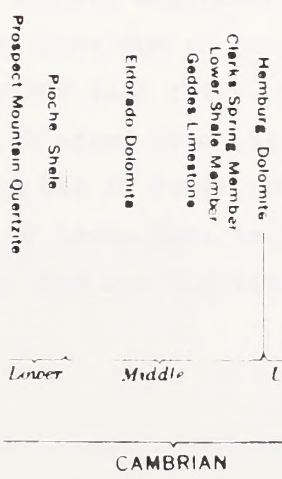 Prospect Mountain Quartzite
Pioche Shale
Eldorado Dolomite
Geddes Limestone
Lower Shale Member
Clarks Spring Member
Hamburg Dolomite
Lower
Middle
CAMBRIAN